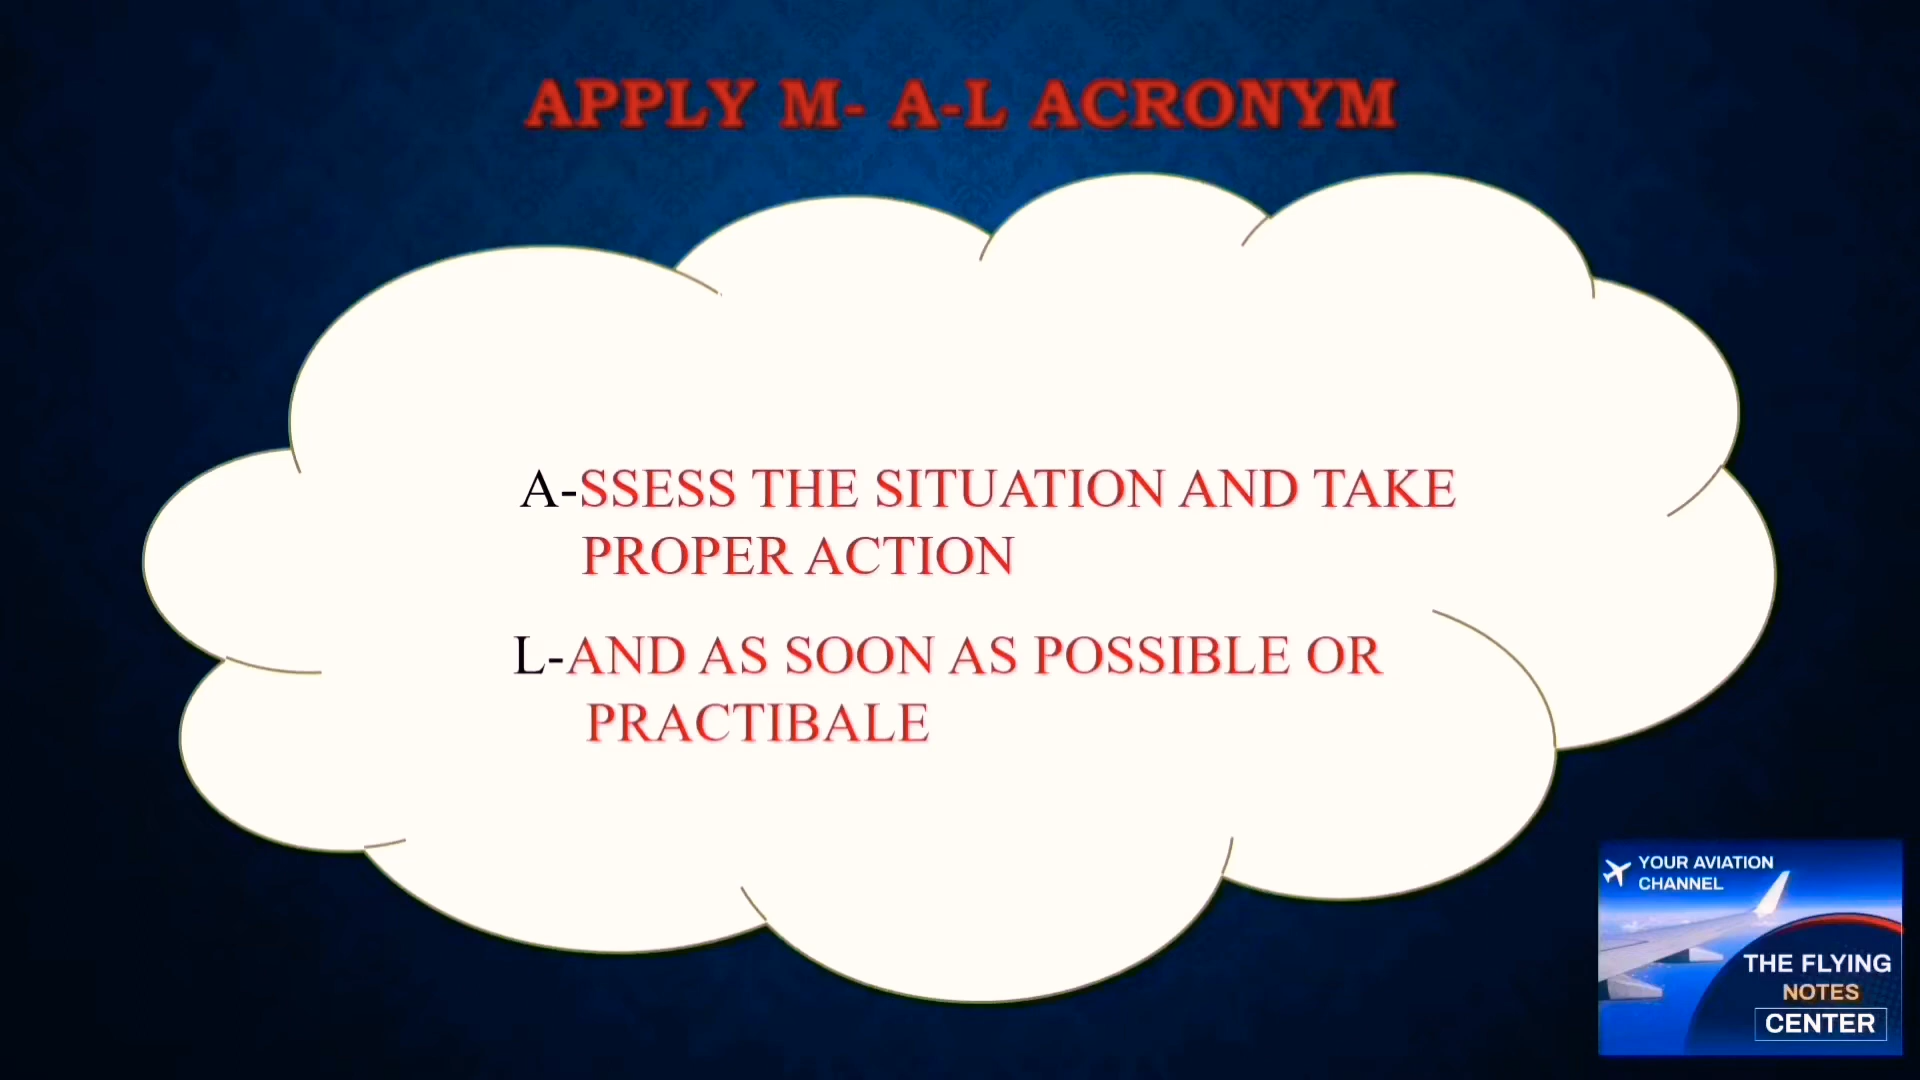 APPLY M- A-L ACRONYM
A-SSESS THE SITUATION AND TAKE
PROPER ACTION
L-AND AS SOON AS POSSIBLE OR
PRACTIBALE
YOUR AVIATION
CHANNEL
THE FLYING
NOTES
CENTER